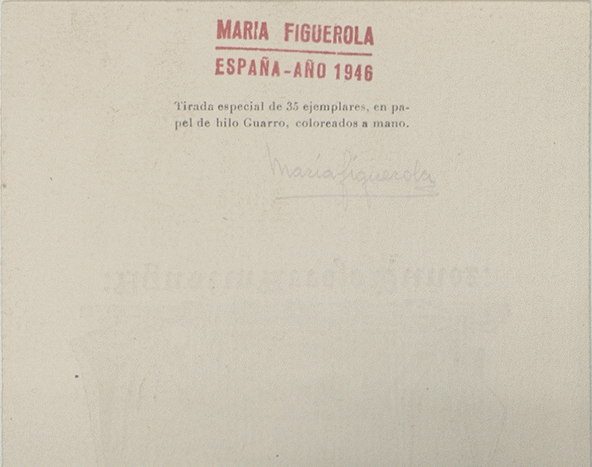 MARIA FIGUEROLA
ESPAÑA-AÑO 1946
Tirada especial de 35 ejemplares, en pa-
pel de hilo Guarro, coloreados a mano.
María Figuerola